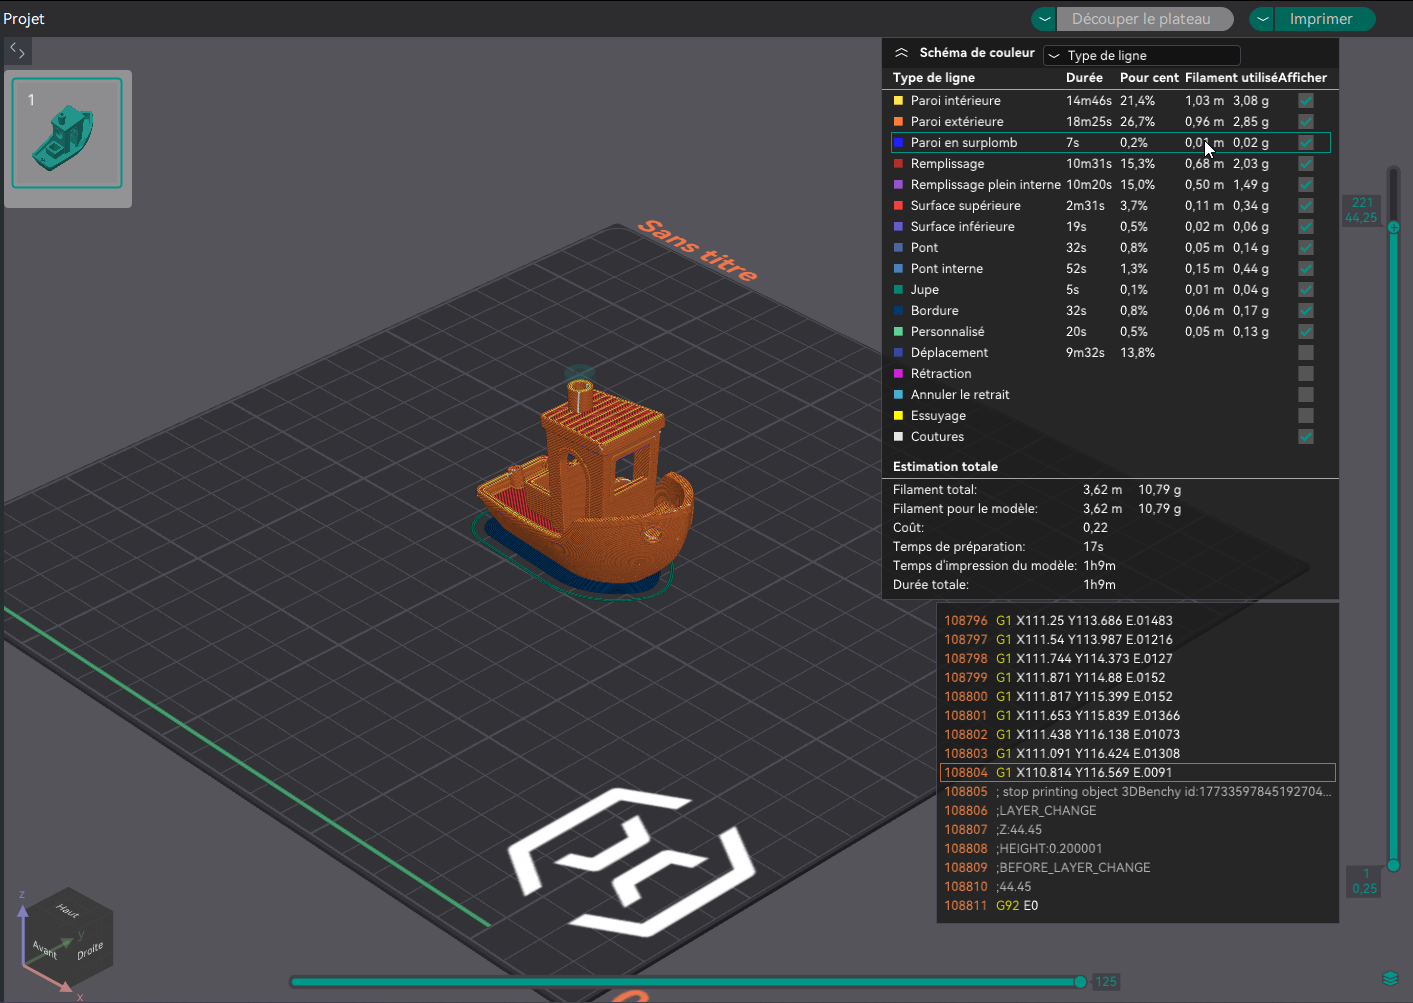 Projet
Découper le plateau
Imprimer
1
Schéma de couleur
Type de ligne
Type de ligne Durée Pour cent Filament utilisé Afficher
Paroi intérieure 14m46s 21,4% 1,03 m 3,08 g
Paroi extérieure 18m25s 26,7% 0,96 m 2,85 g
Paroi en surplomb 7s 0,2% 0,01 m 0,02 g
Remplissage 10m31s 15,3% 0,68 m 2,03 g
Remplissage plein interne 10m20s 15,0% 0,50 m 1,49 g
Surface supérieure 2m31s 3,7% 0,11 m 0,34 g
Surface inférieure 19s 0,5% 0,02 m 0,06 g
Pont 32s 0,8% 0,05 m 0,14 g
Pont interne 52s 1,3% 0,15 m 0,44 g
Jupe 5s 0,1% 0,01 m 0,04 g
Bordure 32s 0,8% 0,06 m 0,17 g
Personnalisé 20s 0,5% 0,05 m 0,13 g
Déplacement 9m32s 13,8%
Rétraction
Annuler le retrait
Essuyage
Coutures
Estimation totale
Filament total: 3,62 m 10,79 g
Filament pour le modèle: 3,62 m 10,79 g
Coût: 0,22
Temps de préparation: 17s
Temps d'impression du modèle: 1h9m
Durée totale: 1h9m
221
44,25
Sans titre
108796 G1 X111.25 Y113.686 E.01483
108797 G1 X111.54 Y113.987 E.01216
108798 G1 X111.744 Y114.373 E.0127
108799 G1 X111.871 Y114.88 E.0152
108800 G1 X111.817 Y115.399 E.0152
108801 G1 X111.653 Y115.839 E.01366
108802 G1 X111.438 Y116.138 E.01073
108803 G1 X111.091 Y116.424 E.01308
108804 G1 X110.814 Y116.569 E.0091
108805 ; stop printing object 3DBenchy id:17733597845192704...
108806 ;LAYER_CHANGE
108807 ;Z:44.45
108808 ;HEIGHT:0.200001
108809 ;BEFORE_LAYER_CHANGE
108810 ;44.45
108811 G92 E0
1
0,25
z
Haut
y
Avant
Droite
x
125